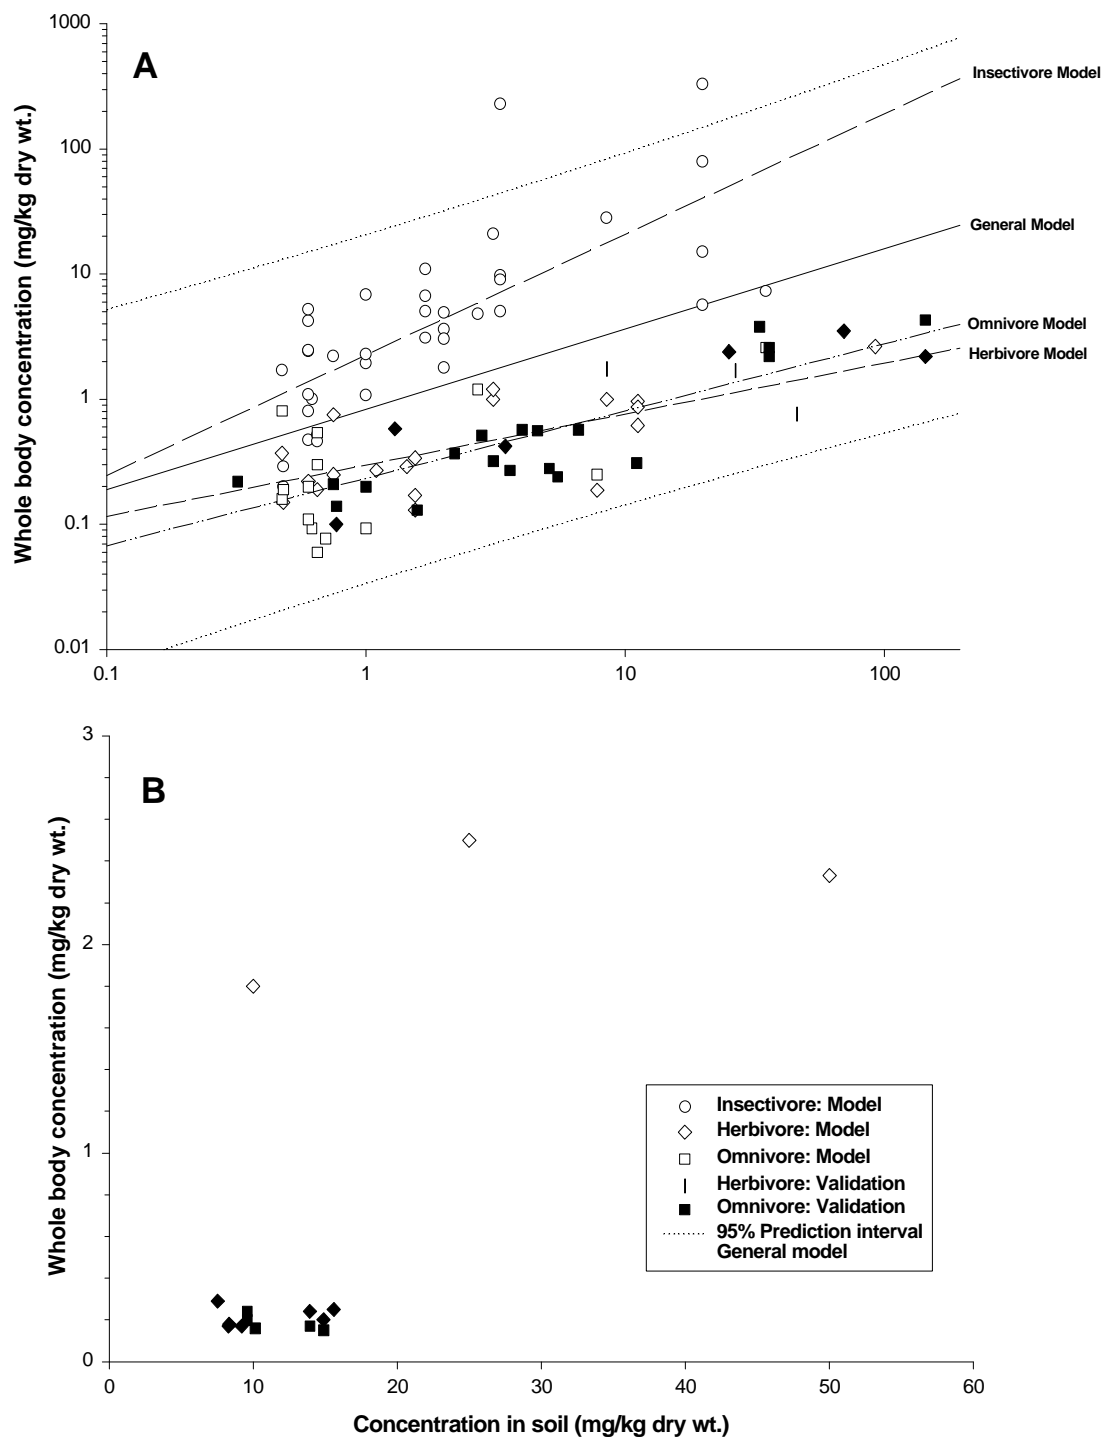 1000
A
Insectivore Model
100
General Model
10
Omnivore Model
Herbivore Model
1
0.1
0.01
0.1
1
10
100
Whole body concentration (mg/kg dry wt.)
3
B
2
1
0
Insectivore: Model
Herbivore: Model
Omnivore: Model
Herbivore: Validation
Omnivore: Validation
95% Prediction interval
General model
0
10
20
30
40
50
60
Whole body concentration (mg/kg dry wt.)
Concentration in soil (mg/kg dry wt.)